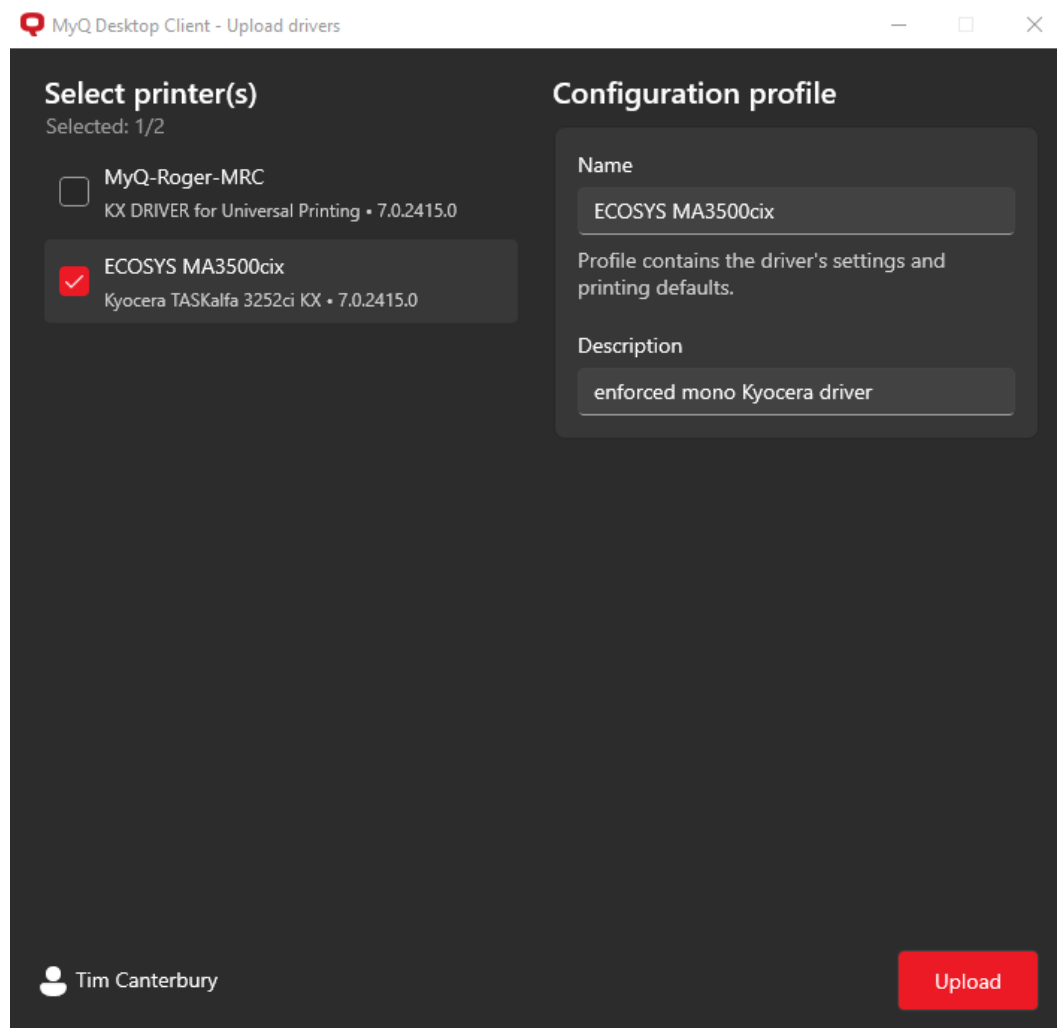 MyQ Desktop Client - Upload drivers
Select printer(s)
Selected: 1/2
MyQ-Roger-MRC
KX DRIVER for Universal Printing • 7.0.2415.0
ECOSYS MA3500cix
Kyocera TASKalfa 3252ci KX • 7.0.2415.0
Configuration profile
Name
ECOSYS MA3500cix
Profile contains the driver's settings and
printing defaults.
Description
enforced mono Kyocera driver
Tim Canterbury
Upload